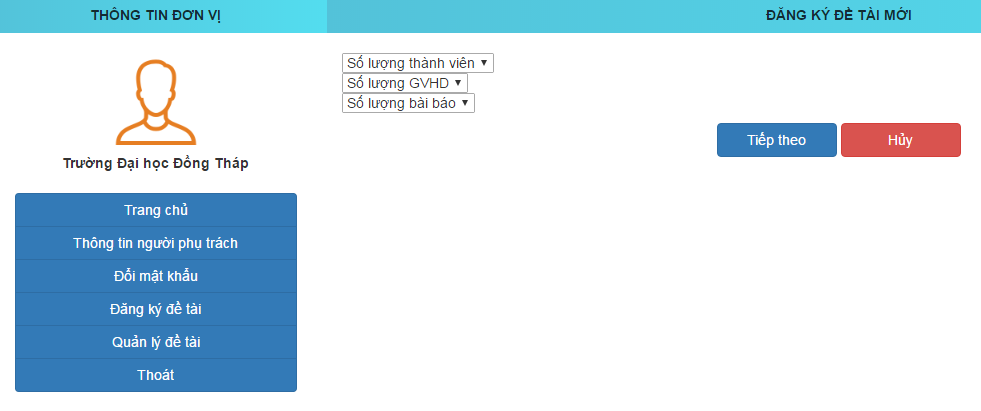 THÔNG TIN ĐƠN VỊ
ĐĂNG KÝ ĐỀ TÀI MỚI
Trường Đại học Đồng Tháp
Trang chủ
Thông tin người phụ trách
Đổi mật khẩu
Đăng ký đề tài
Quản lý đề tài
Thoát
Số lượng thành viên
Số lượng GVHD
Số lượng bài báo
Tiếp theo
Hủy